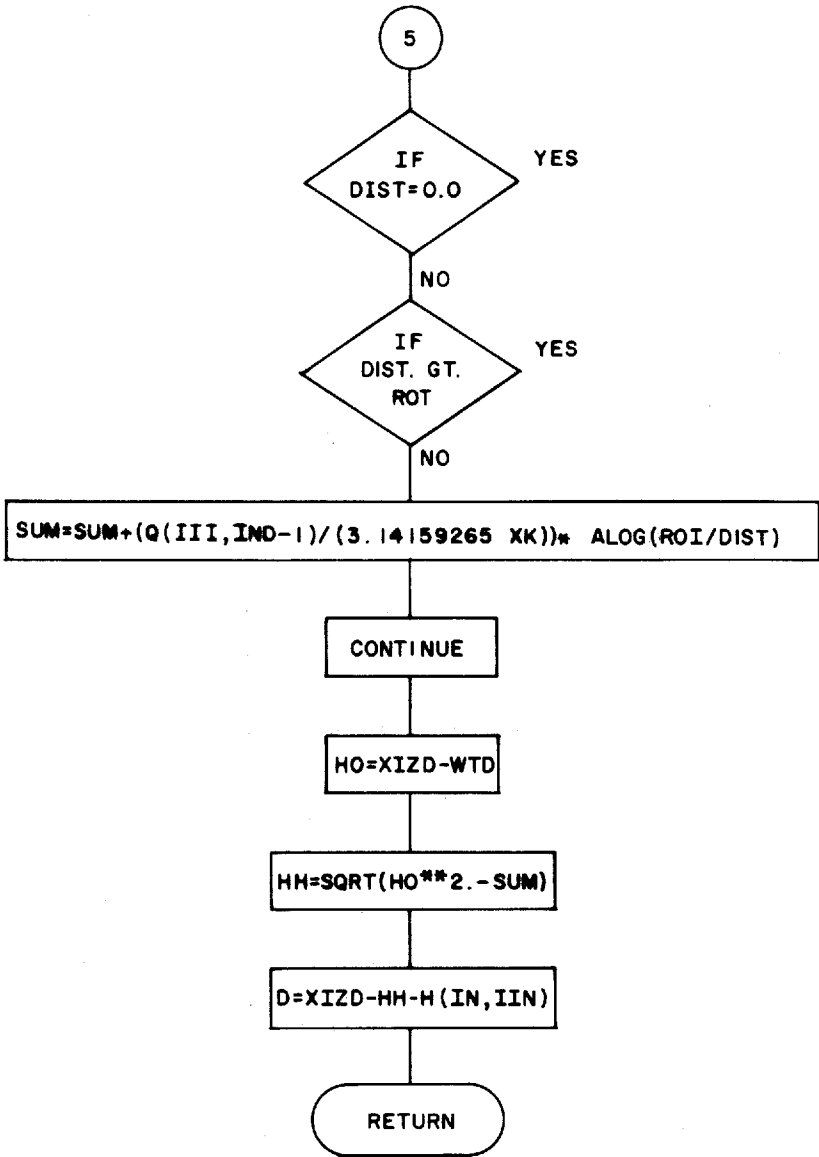 5
IF
DIST=0.0
YES
NO
IF
DIST. GT.
ROT
YES
NO
SUM=SUM+(Q(III,IND-1)/(3.14159265 XK))* ALOG(ROI/DIST)
CONTINUE
HO=XIZD-WTD
HH=SQRT(HO**2.-SUM)
D=XIZD-HH-H(IN,IIN)
RETURN